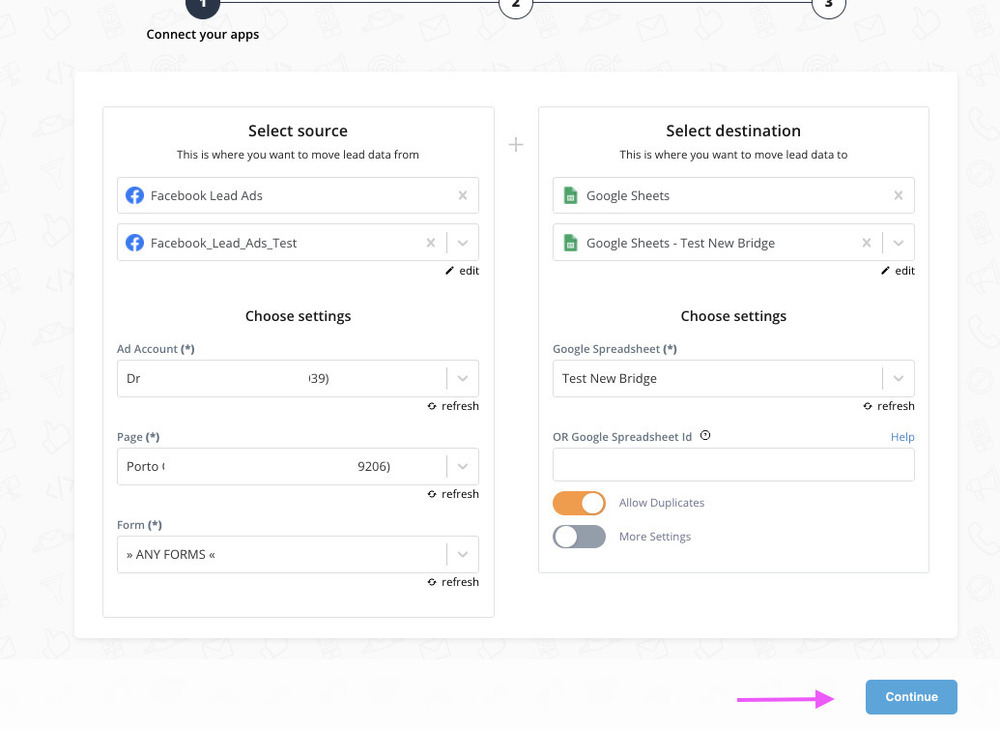 1
2
3
Connect your apps
Select source
This is where you want to move lead data from
Facebook Lead Ads
Facebook_Lead_Ads_Test
edit
Choose settings
Ad Account (*)
Dr 39)
refresh
Page (*)
Porto 9206)
refresh
Form (*)
» ANY FORMS «
refresh
Select destination
This is where you want to move lead data to
Google Sheets
Google Sheets - Test New Bridge
edit
Choose settings
Google Spreadsheet (*)
Test New Bridge
refresh
OR Google Spreadsheet Id
Help
Allow Duplicates
More Settings
Continue